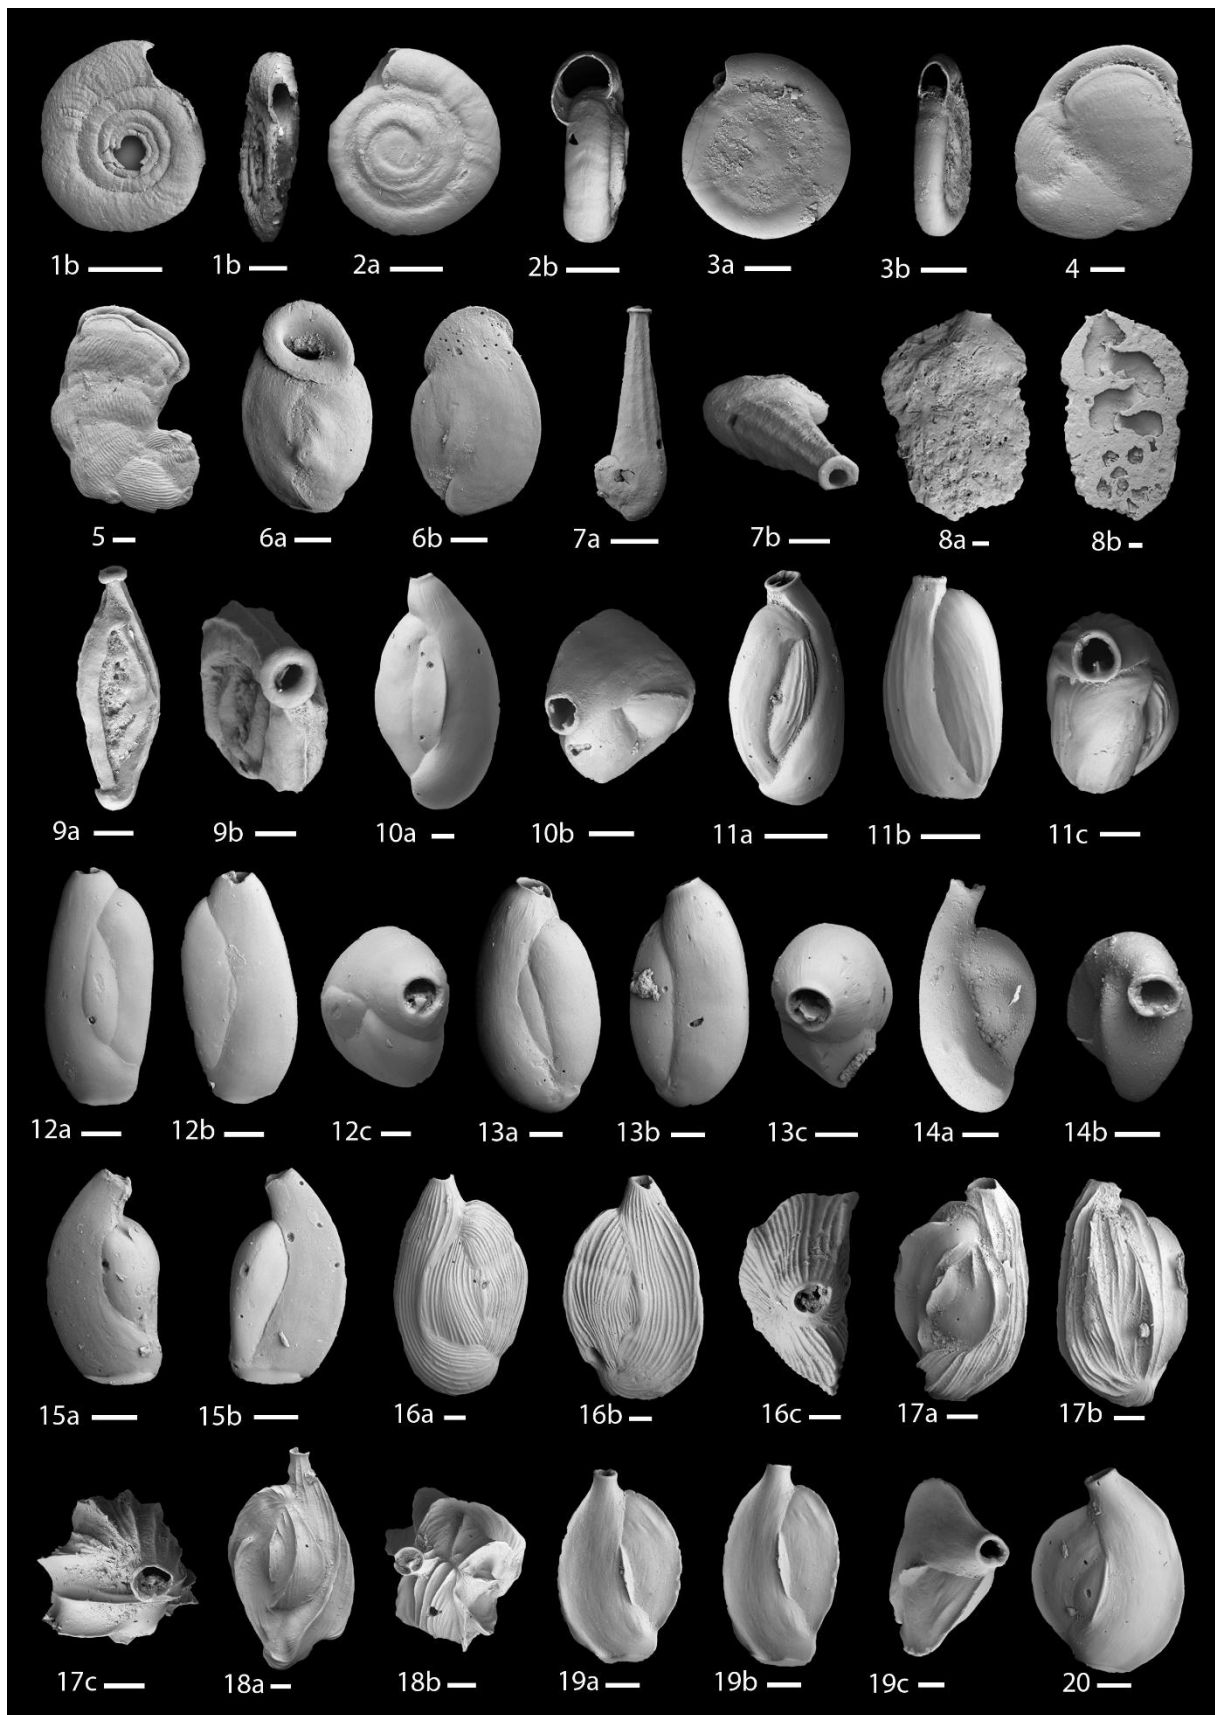 1b 1b 2a 2b 3a 3b 4
5 6a 6b 7a 7b 8a 8b
9a 9b 10a 10b 11a 11b 11c
12a 12b 12c 13a 13b 13c 14a 14b
15a 15b 16a 16b 16c 17a 17b
17c 18a 18b 19a 19b 19c 20